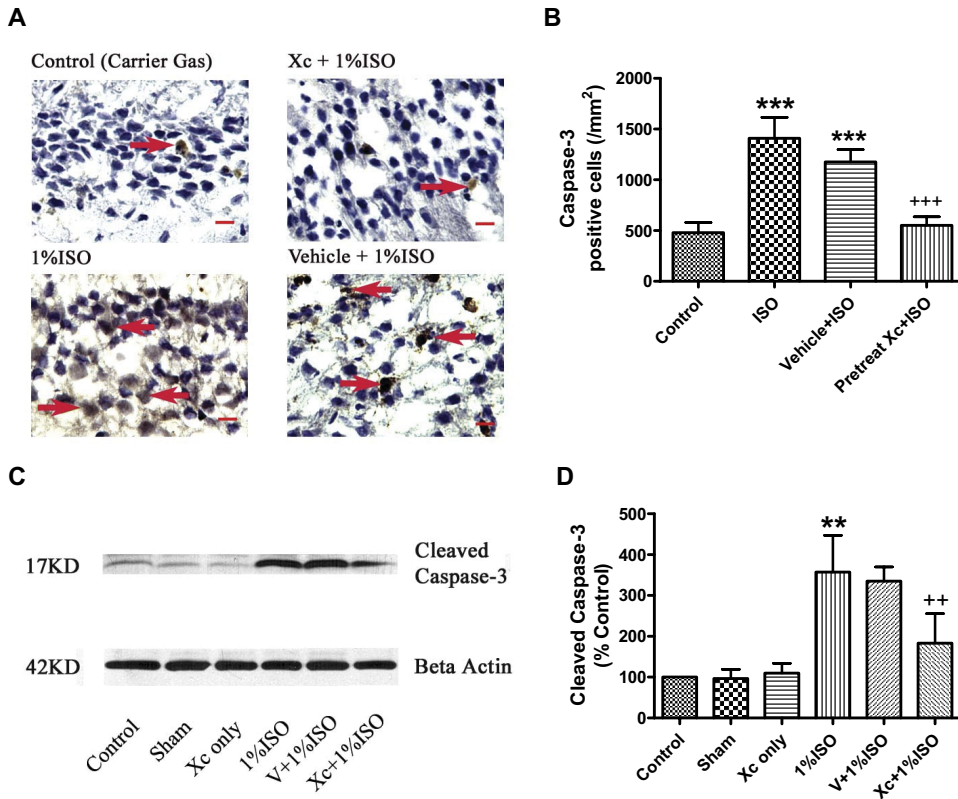 A
Control (Carrier Gas)
Xc + 1%ISO
1%ISO
Vehicle + 1%ISO
B
Caspase-3
positive cells (/mm²)
2000
1500
1000
500
0
***
***
+++
Control
ISO
Vehicle+ISO
Pretreat Xc+ISO
C
17KD
Cleaved
Caspase-3
42KD
Beta Actin
Control
Sham
Xc only
1%ISO
V+1%ISO
Xc+1%ISO
D
Cleaved Caspase-3
(% Control)
500
400
300
200
100
0
**
++
Control
Sham
Xc only
1%ISO
V+1%ISO
Xc+1%ISO